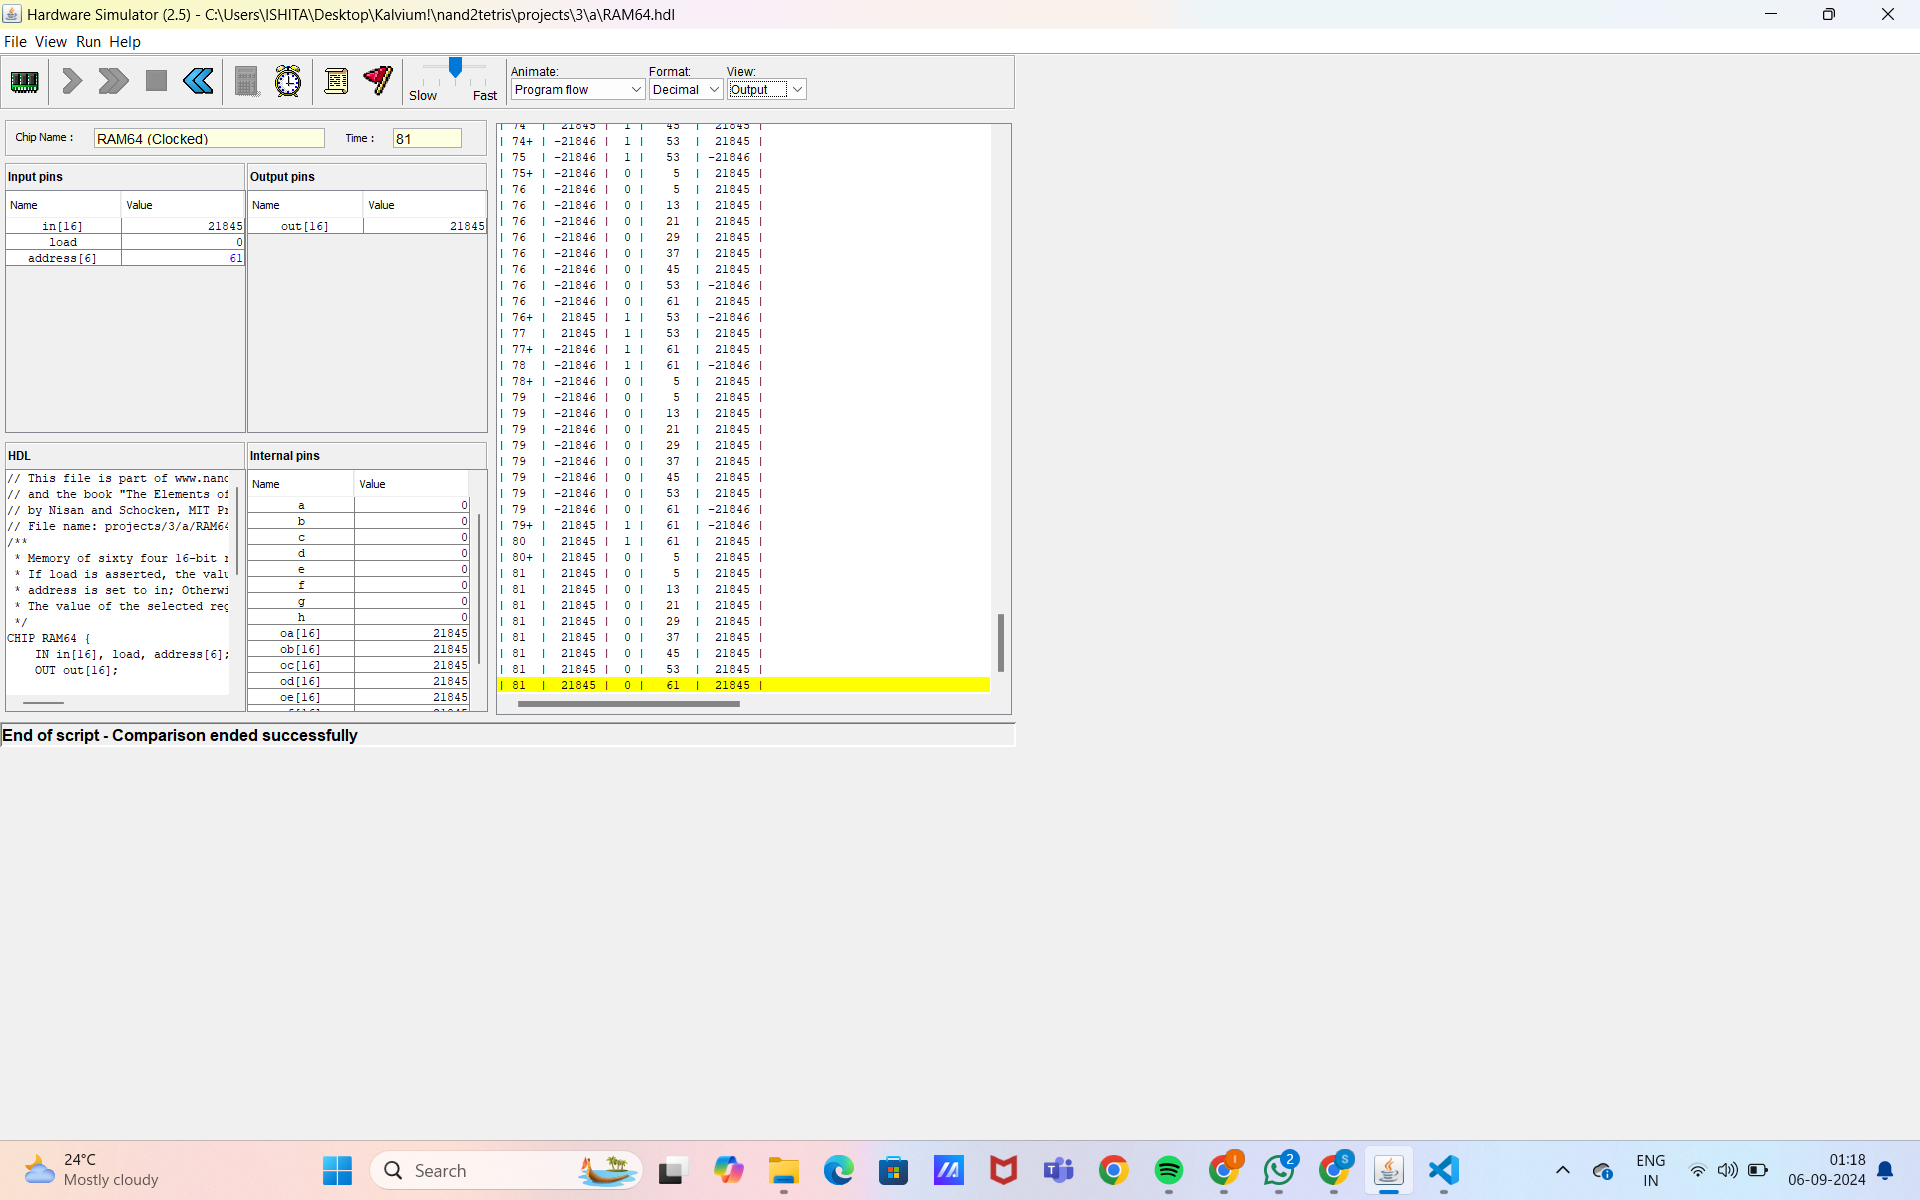 Hardware Simulator (2.5) - C:\Users\ISHITA\Desktop\Kalvium!\nand2tetris\projects\3\a\RAM64.hdl
File View Run Help
Slow Fast
Animate: Format: View:
Program flow Decimal Output
Chip Name : RAM64 (Clocked) Time : 81
Input pins
Name Value
in[16] 21845
load 0
address[6] 61
Output pins
Name Value
out[16] 21845
HDL
// This file is part of www.nand
// and the book "The Elements of
// by Nisan and Schocken, MIT Pr
// File name: projects/3/a/RAM64
/**
* Memory of sixty four 16-bit r
* If load is asserted, the valu
* address is set to in; Otherwi
* The value of the selected reg
*/
CHIP RAM64 {
IN in[16], load, address[6];
OUT out[16];
Internal pins
Name Value
a 0
b 0
c 0
d 0
e 0
f 0
g 0
h 0
oa[16] 21845
ob[16] 21845
oc[16] 21845
od[16] 21845
oe[16] 21845
| 74 | 21845 | 1 | 45 | 21845 |
| 74+ | -21846 | 1 | 53 | 21845 |
| 75 | -21846 | 1 | 53 | -21846 |
| 75+ | -21846 | 0 | 5 | 21845 |
| 76 | -21846 | 0 | 5 | 21845 |
| 76 | -21846 | 0 | 13 | 21845 |
| 76 | -21846 | 0 | 21 | 21845 |
| 76 | -21846 | 0 | 29 | 21845 |
| 76 | -21846 | 0 | 37 | 21845 |
| 76 | -21846 | 0 | 45 | 21845 |
| 76 | -21846 | 0 | 53 | -21846 |
| 76 | -21846 | 0 | 61 | 21845 |
| 76+ | 21845 | 1 | 53 | -21846 |
| 77 | 21845 | 1 | 53 | 21845 |
| 77+ | -21846 | 1 | 61 | 21845 |
| 78 | -21846 | 1 | 61 | -21846 |
| 78+ | -21846 | 0 | 5 | 21845 |
| 79 | -21846 | 0 | 5 | 21845 |
| 79 | -21846 | 0 | 13 | 21845 |
| 79 | -21846 | 0 | 21 | 21845 |
| 79 | -21846 | 0 | 29 | 21845 |
| 79 | -21846 | 0 | 37 | 21845 |
| 79 | -21846 | 0 | 45 | 21845 |
| 79 | -21846 | 0 | 53 | 21845 |
| 79 | -21846 | 0 | 61 | -21846 |
| 79+ | 21845 | 1 | 61 | -21846 |
| 80 | 21845 | 1 | 61 | 21845 |
| 80+ | 21845 | 0 | 5 | 21845 |
| 81 | 21845 | 0 | 5 | 21845 |
| 81 | 21845 | 0 | 13 | 21845 |
| 81 | 21845 | 0 | 21 | 21845 |
| 81 | 21845 | 0 | 29 | 21845 |
| 81 | 21845 | 0 | 37 | 21845 |
| 81 | 21845 | 0 | 45 | 21845 |
| 81 | 21845 | 0 | 53 | 21845 |
| 81 | 21845 | 0 | 61 | 21845 |
End of script - Comparison ended successfully
24°C
Mostly cloudy
Search
I
2
S
ENG
IN
01:18
06-09-2024